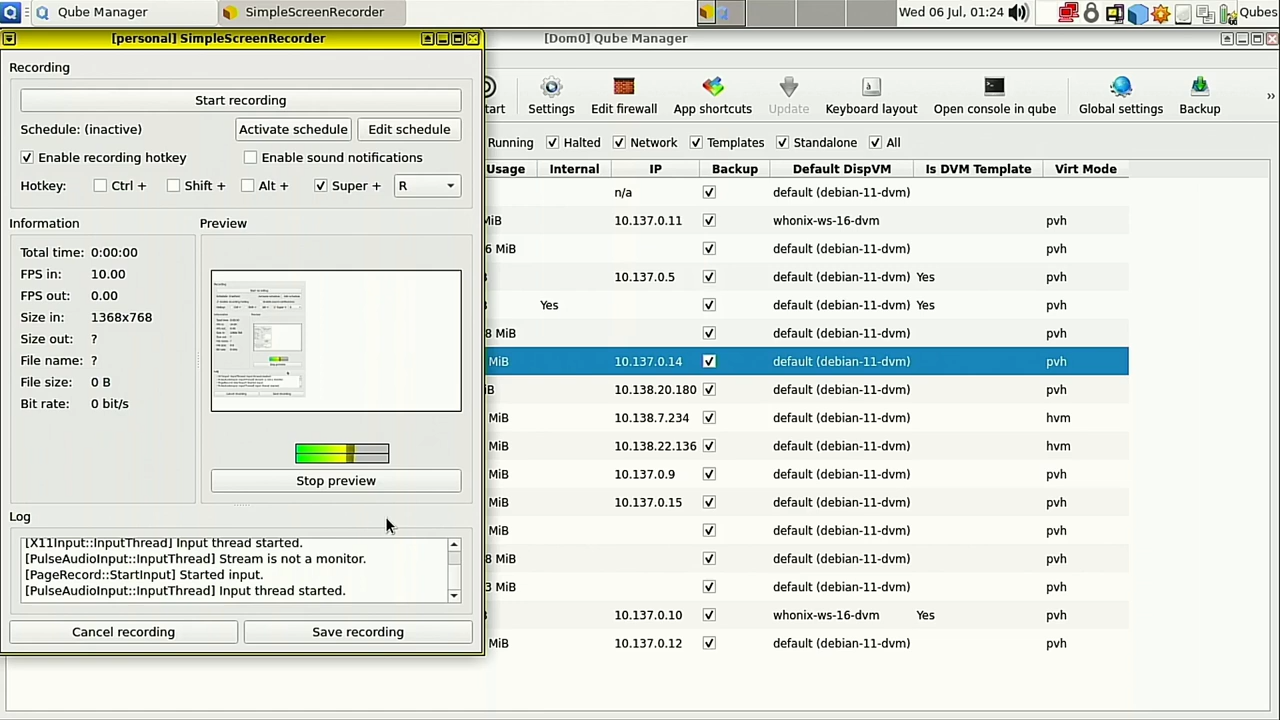 Qube Manager
SimpleScreenRecorder
Wed 06 Jul, 01:24
Qubes
[personal] SimpleScreenRecorder
[Dom0] Qube Manager
Recording
Start recording
Schedule: (inactive)
Activate schedule
Edit schedule
Enable recording hotkey
Enable sound notifications
Hotkey:
Ctrl +
Shift +
Alt +
Super +
R
Information
Total time: 0:00:00
FPS in: 10.00
FPS out: 0.00
Size in: 1368x768
Size out: ?
File name: ?
File size: 0 B
Bit rate: 0 bit/s
Preview
Stop preview
Log
[X11Input::InputThread] Input thread started.
[PulseAudioInput::InputThread] Stream is not a monitor.
[PageRecord::StartInput] Started input.
[PulseAudioInput::InputThread] Input thread started.
Cancel recording
Save recording
Settings
Edit firewall
App shortcuts
Update
Keyboard layout
Open console in qube
Global settings
Backup
»
Running
Halted
Network
Templates
Standalone
All
Usage Internal IP Backup Default DispVM Is DVM Template Virt Mode
n/a default (debian-11-dvm)
MiB 10.137.0.11 whonix-ws-16-dvm pvh
6 MiB default (debian-11-dvm) pvh
10.137.0.5 default (debian-11-dvm) Yes pvh
Yes default (debian-11-dvm) Yes pvh
8 MiB default (debian-11-dvm) pvh
MiB 10.137.0.14 default (debian-11-dvm) pvh
iB 10.138.20.180 default (debian-11-dvm) pvh
MiB 10.138.7.234 default (debian-11-dvm) hvm
MiB 10.138.22.136 default (debian-11-dvm) hvm
MiB 10.137.0.9 default (debian-11-dvm) pvh
MiB 10.137.0.15 default (debian-11-dvm) pvh
MiB default (debian-11-dvm) pvh
8 MiB default (debian-11-dvm) pvh
3 MiB default (debian-11-dvm) pvh
10.137.0.10 whonix-ws-16-dvm Yes pvh
MiB 10.137.0.12 default (debian-11-dvm) pvh